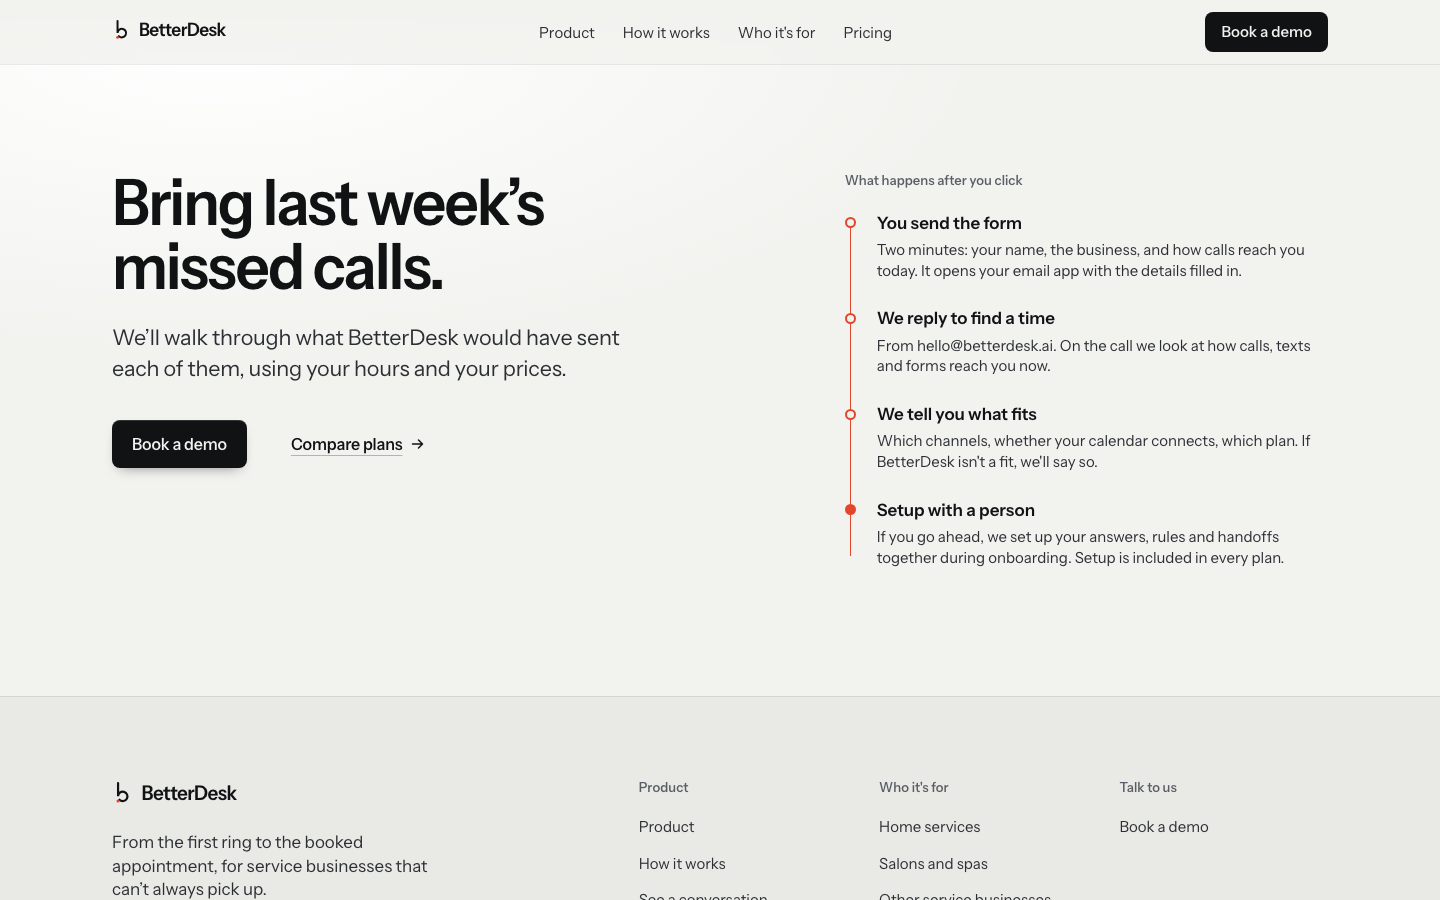 BetterDesk
Product
How it works
Who it's for
Pricing
Book a demo
Bring last week’s
missed calls.
We’ll walk through what BetterDesk would have sent
each of them, using your hours and your prices.
Book a demo
Compare plans →
What happens after you click
You send the form
Two minutes: your name, the business, and how calls reach you
today. It opens your email app with the details filled in.
We reply to find a time
From hello@betterdesk.ai. On the call we look at how calls, texts
and forms reach you now.
We tell you what fits
Which channels, whether your calendar connects, which plan. If
BetterDesk isn't a fit, we'll say so.
Setup with a person
If you go ahead, we set up your answers, rules and handoffs
together during onboarding. Setup is included in every plan.
BetterDesk
From the first ring to the booked
appointment, for service businesses that
can’t always pick up.
Product
Product
How it works
See a conversation
Who it's for
Home services
Salons and spas
Other service businesses
Talk to us
Book a demo